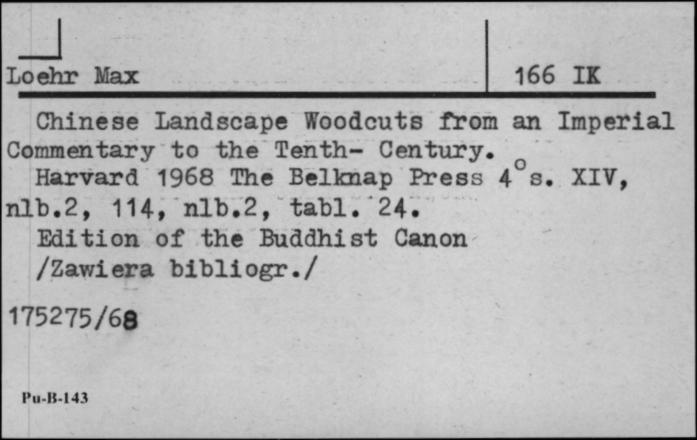 Loehr Max
166 IK
Chinese Landscape Woodcuts from an Imperial
Commentary to the Tenth- Century.
Harvard 1968 The Belknap Press 4° s. XIV,
nlb.2, 114, nlb.2, tabl. 24.
Edition of the Buddhist Canon
/Zawiera bibliogr./
175275/68
Pu-B-143